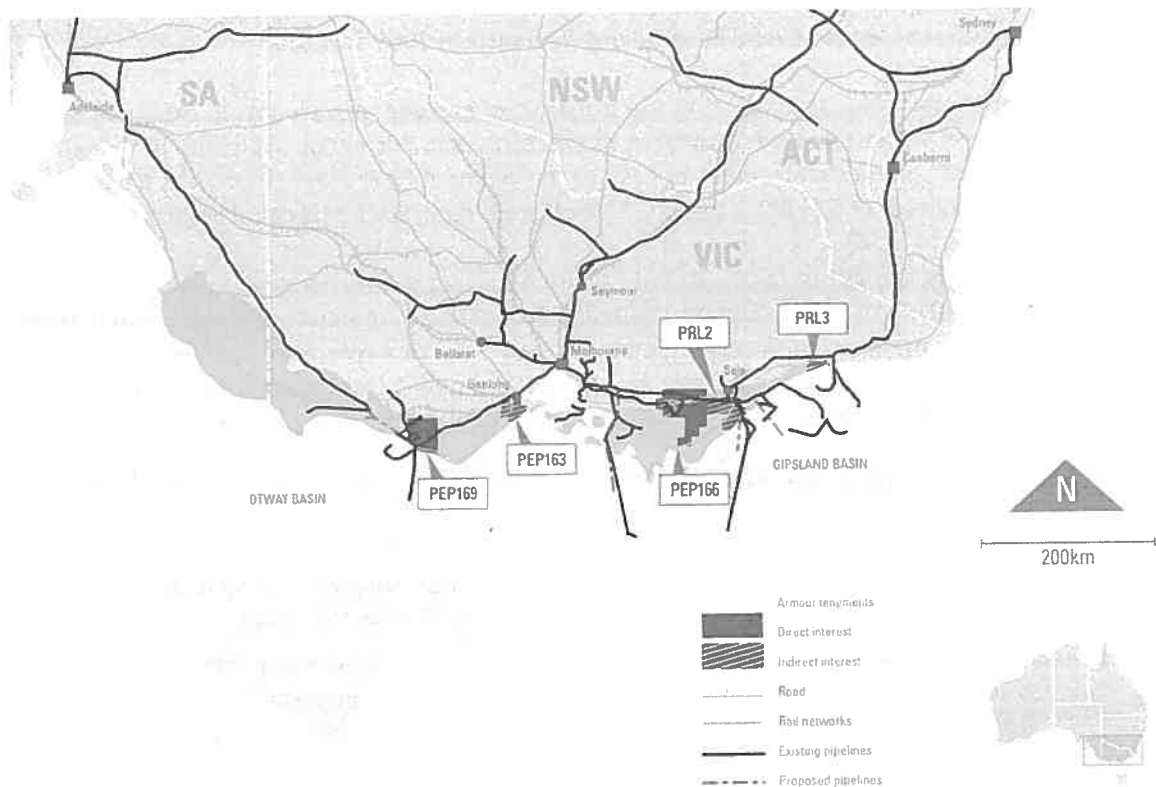 Sydney
SA
NSW
Adelaide
ACT
Canberra
VIC
Seymour
PRL2
PRL3
Ballarat
Melbourne
Sale
Geelong
PEP163
GIPSLAND BASIN
PEP169
PEP166
OTWAY BASIN
N
200km
Armour tenements
Direct interest
Indirect interest
Road
Rail networks
Existing pipelines
Proposed pipelines